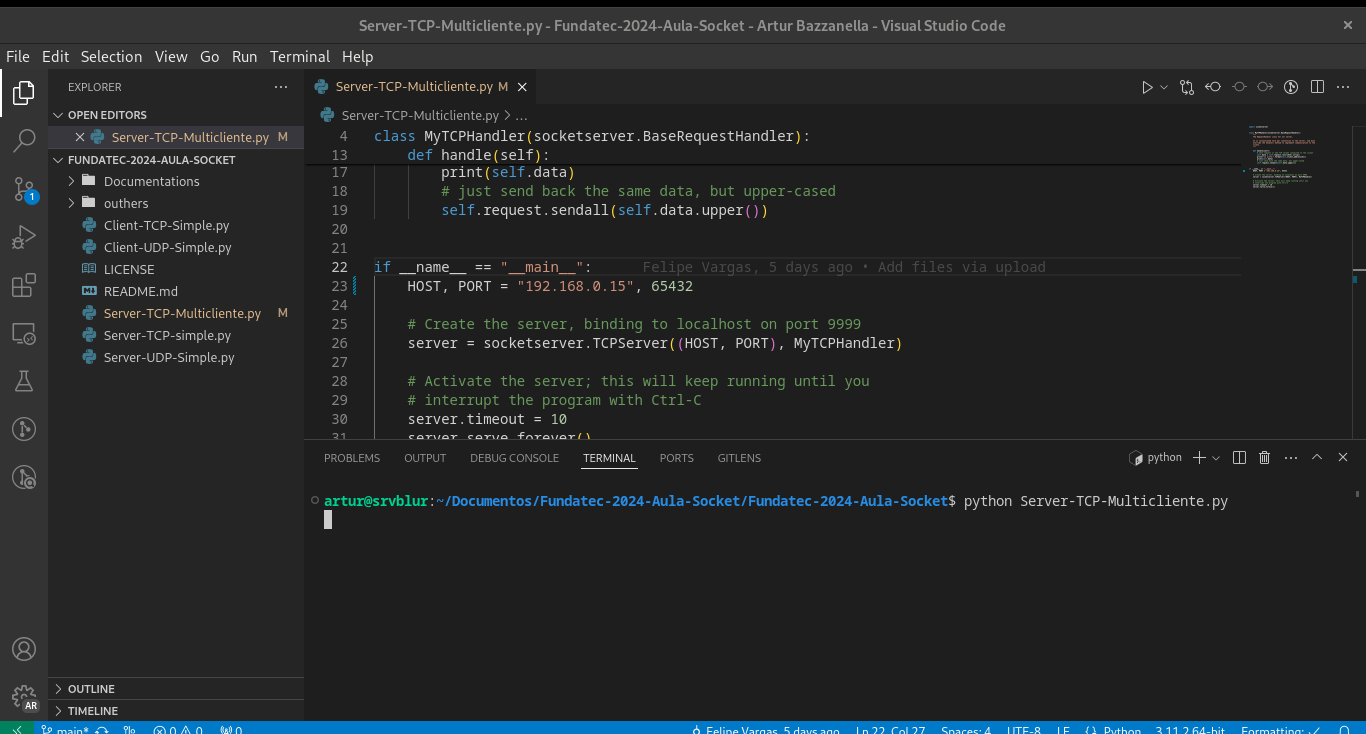 Server-TCP-Multicliente.py - Fundatec-2024-Aula-Socket - Artur Bazzanella - Visual Studio Code
File Edit Selection View Go Run Terminal Help
EXPLORER
OPEN EDITORS
Server-TCP-Multicliente.py M
FUNDATEC-2024-AULA-SOCKET
Documentations
outhers
Client-TCP-Simple.py
Client-UDP-Simple.py
LICENSE
README.md
Server-TCP-Multicliente.py M
Server-TCP-simple.py
Server-UDP-Simple.py
OUTLINE
TIMELINE
1
AR
Server-TCP-Multicliente.py M
Server-TCP-Multicliente.py > ...
4 class MyTCPHandler(socketserver.BaseRequestHandler):
13 def handle(self):
17 print(self.data)
18 # just send back the same data, but upper-cased
19 self.request.sendall(self.data.upper())
20
21
22 if __name__ == "__main__": Felipe Vargas, 5 days ago • Add files via upload
23 HOST, PORT = "192.168.0.15", 65432
24
25 # Create the server, binding to localhost on port 9999
26 server = socketserver.TCPServer((HOST, PORT), MyTCPHandler)
27
28 # Activate the server; this will keep running until you
29 # interrupt the program with Ctrl-C
30 server.timeout = 10
31 server.serve_forever()
PROBLEMS OUTPUT DEBUG CONSOLE TERMINAL PORTS GITLENS
python
artur@srvblur:~/Documentos/Fundatec-2024-Aula-Socket/Fundatec-2024-Aula-Socket$ python Server-TCP-Multicliente.py
main* 0 0 0 Felipe Vargas, 5 days ago Ln 22, Col 27 Spaces: 4 UTF-8 LF Python 3.11.2 64-bit Formatting: